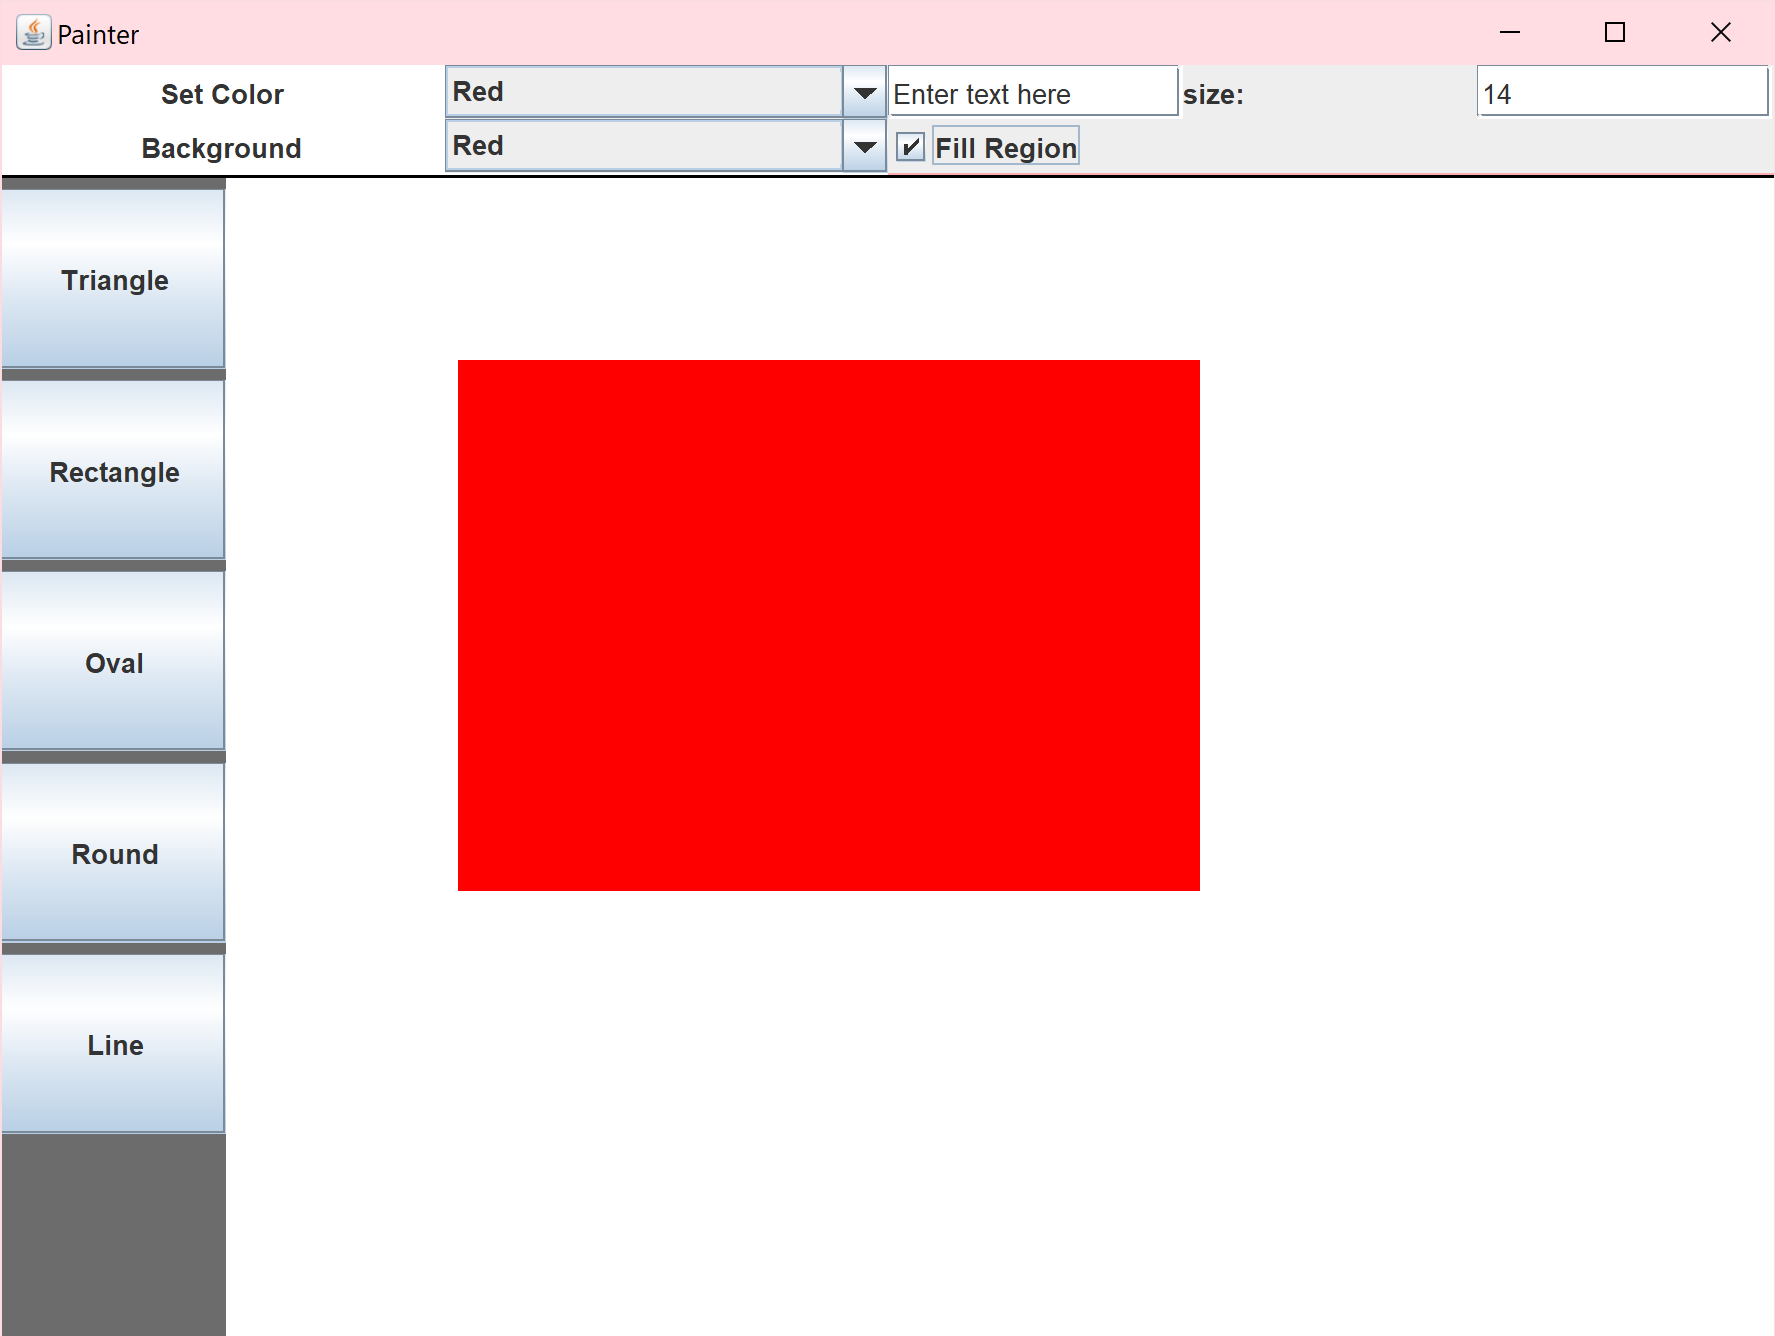 Painter
Set Color Red Enter text here size: 14
Background Red Fill Region
Triangle
Rectangle
Oval
Round
Line